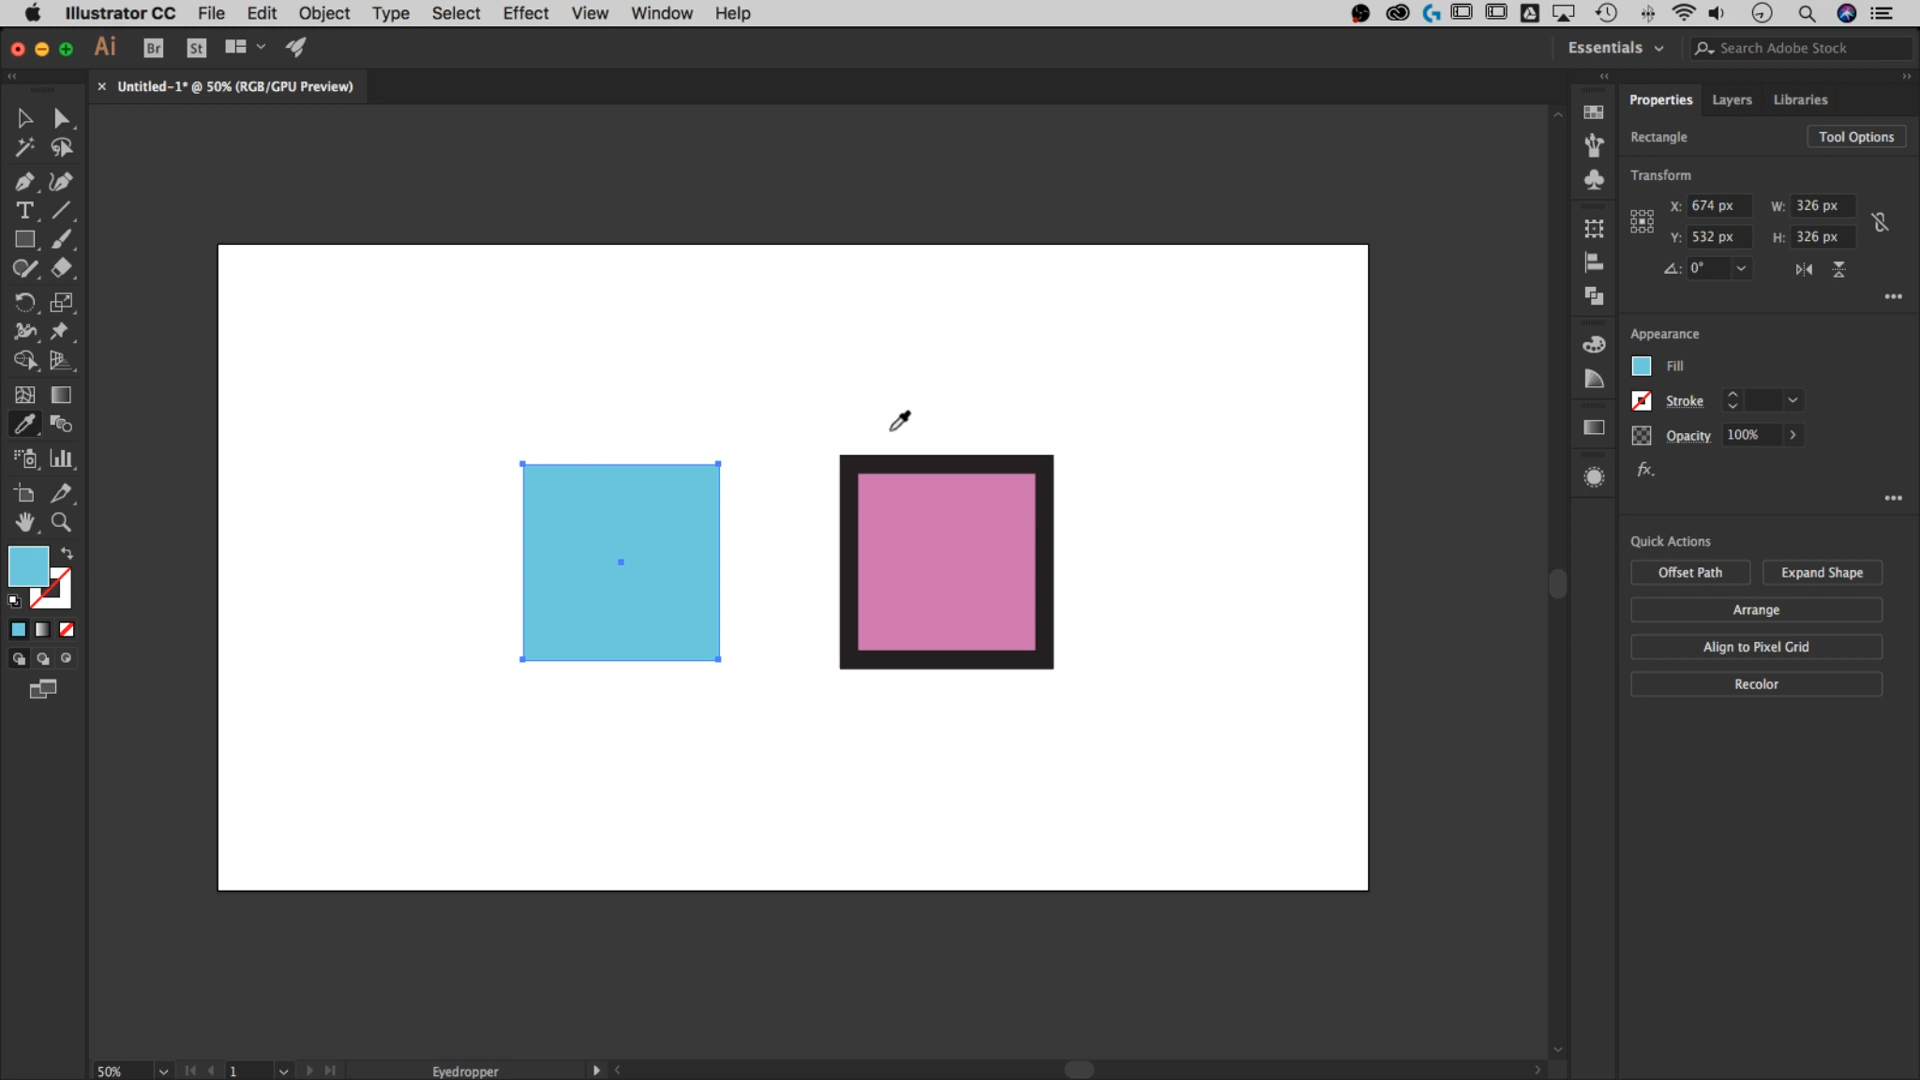 Illustrator CC File Edit Object Type Select Effect View Window Help
Ai Br St Essentials Search Adobe Stock
Untitled-1* @ 50% (RGB/GPU Preview)
Properties Layers Libraries
Rectangle Tool Options
Transform
X: 674 px W: 326 px
Y: 532 px H: 326 px
0°
Appearance
Fill
Stroke
Opacity 100%
fx.
Quick Actions
Offset Path Expand Shape
Arrange
Align to Pixel Grid
Recolor
50% 1 Eyedropper